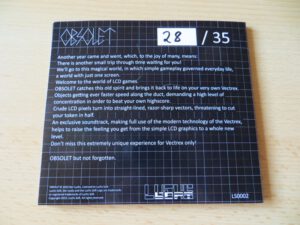 OBSOLET
28 / 35
Another year came and went, which, to the joy of many, means:
There is another small trip through time waiting for you!
We'll go to this magical world, in which simple gameplay governed everyday life,
a world with just one screen.
Welcome to the world of LCD games.
OBSOLET catches this old spirit and brings it back to life on your very own Vectrex.
Objects getting ever faster speed along the duct, demanding a high level of
concentration in order to beat your own highscore.
Crude LCD pixels turn into straight-lined, razor-sharp vectors, threatening to cut
your token in half.
An exclusive soundtrack, making full use of the modern technology of the Vectrex,
helps to raise the feeling you get from the simple LCD graphics to a whole new
level.
Don't miss this extremely unique experience for Vectrex only!
OBSOLET but not forgotten.
LS0002